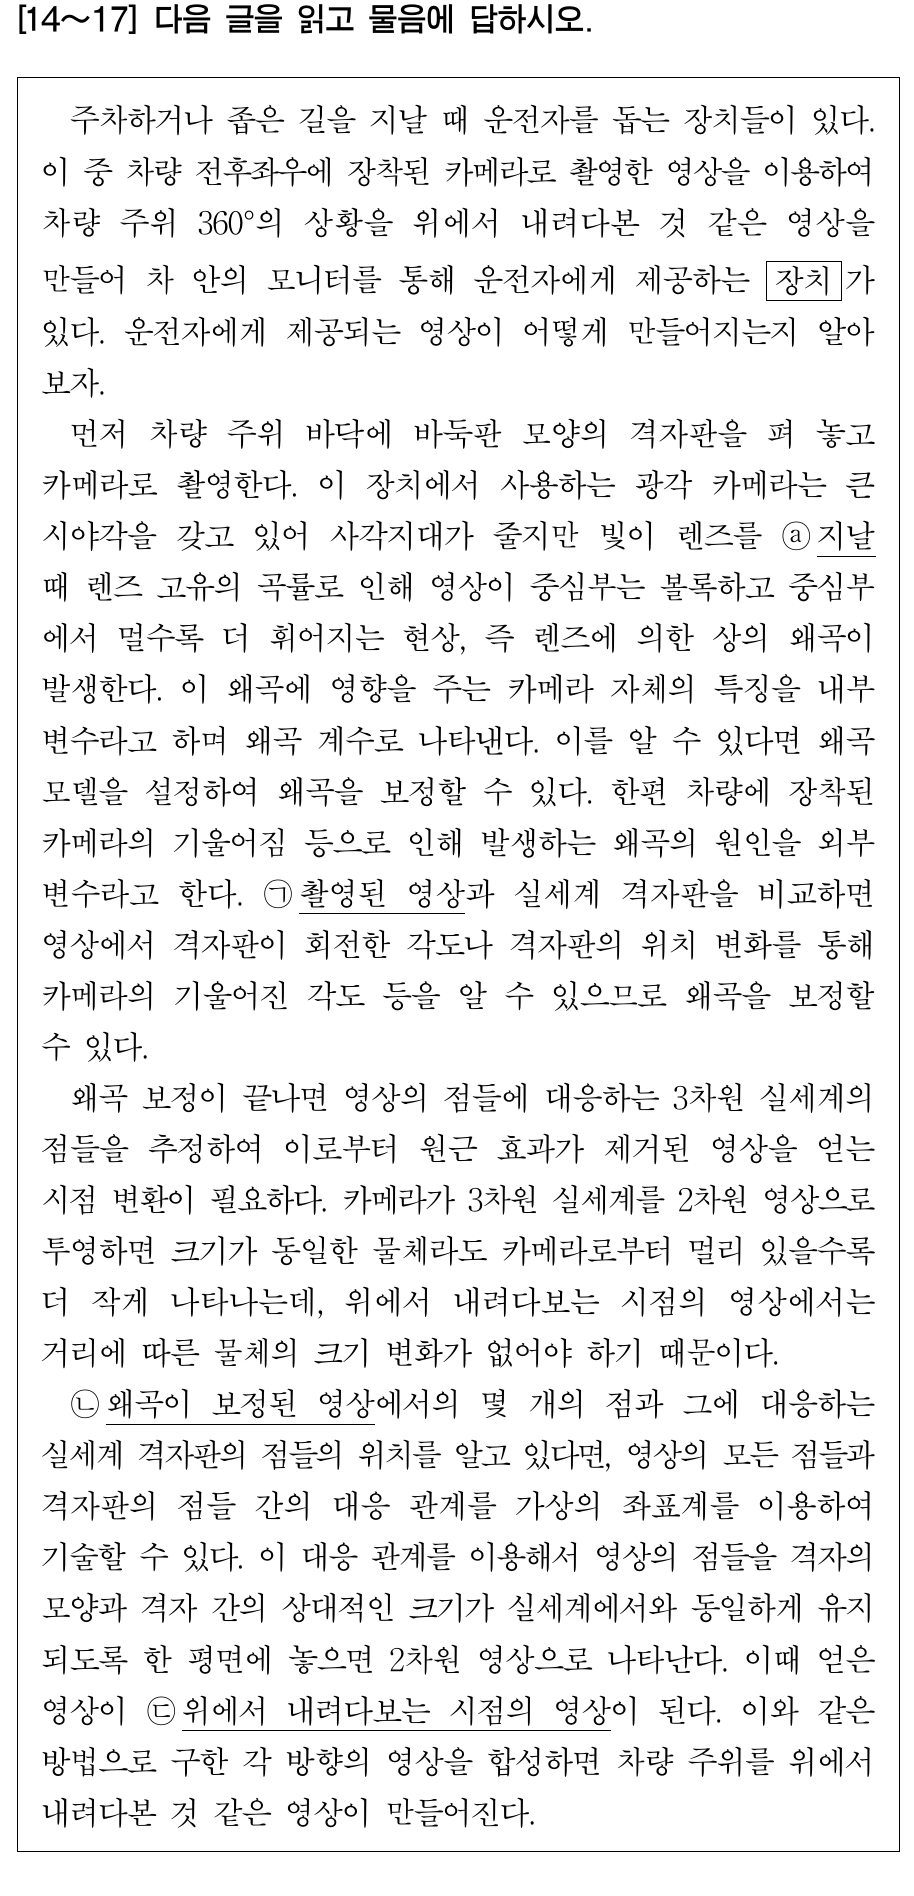 [14~17] 다음 글을 읽고 물음에 답하시오.
주차하거나 좁은 길을 지날 때 운전자를 돕는 장치들이 있다.
이 중 차량 전후좌우에 장착된 카메라로 촬영한 영상을 이용하여
차량 주위 360°의 상황을 위에서 내려다본 것 같은 영상을
만들어 차 안의 모니터를 통해 운전자에게 제공하는 장치가
있다. 운전자에게 제공되는 영상이 어떻게 만들어지는지 알아
보자.
먼저 차량 주위 바닥에 바둑판 모양의 격자판을 펴 놓고
카메라로 촬영한다. 이 장치에서 사용하는 광각 카메라는 큰
시야각을 갖고 있어 사각지대가 줄지만 빛이 렌즈를 ⓐ지날
때 렌즈 고유의 곡률로 인해 영상이 중심부는 볼록하고 중심부
에서 멀수록 더 휘어지는 현상, 즉 렌즈에 의한 상의 왜곡이
발생한다. 이 왜곡에 영향을 주는 카메라 자체의 특징을 내부
변수라고 하며 왜곡 계수로 나타낸다. 이를 알 수 있다면 왜곡
모델을 설정하여 왜곡을 보정할 수 있다. 한편 차량에 장착된
카메라의 기울어짐 등으로 인해 발생하는 왜곡의 원인을 외부
변수라고 한다. ㉠촬영된 영상과 실세계 격자판을 비교하면
영상에서 격자판이 회전한 각도나 격자판의 위치 변화를 통해
카메라의 기울어진 각도 등을 알 수 있으므로 왜곡을 보정할
수 있다.
왜곡 보정이 끝나면 영상의 점들에 대응하는 3차원 실세계의
점들을 추정하여 이로부터 원근 효과가 제거된 영상을 얻는
시점 변환이 필요하다. 카메라가 3차원 실세계를 2차원 영상으로
투영하면 크기가 동일한 물체라도 카메라로부터 멀리 있을수록
더 작게 나타나는데, 위에서 내려다보는 시점의 영상에서는
거리에 따른 물체의 크기 변화가 없어야 하기 때문이다.
㉡왜곡이 보정된 영상에서의 몇 개의 점과 그에 대응하는
실세계 격자판의 점들의 위치를 알고 있다면, 영상의 모든 점들과
격자판의 점들 간의 대응 관계를 가상의 좌표계를 이용하여
기술할 수 있다. 이 대응 관계를 이용해서 영상의 점들을 격자의
모양과 격자 간의 상대적인 크기가 실세계에서와 동일하게 유지
되도록 한 평면에 놓으면 2차원 영상으로 나타난다. 이때 얻은
영상이 ㉢위에서 내려다보는 시점의 영상이 된다. 이와 같은
방법으로 구한 각 방향의 영상을 합성하면 차량 주위를 위에서
내려다본 것 같은 영상이 만들어진다.